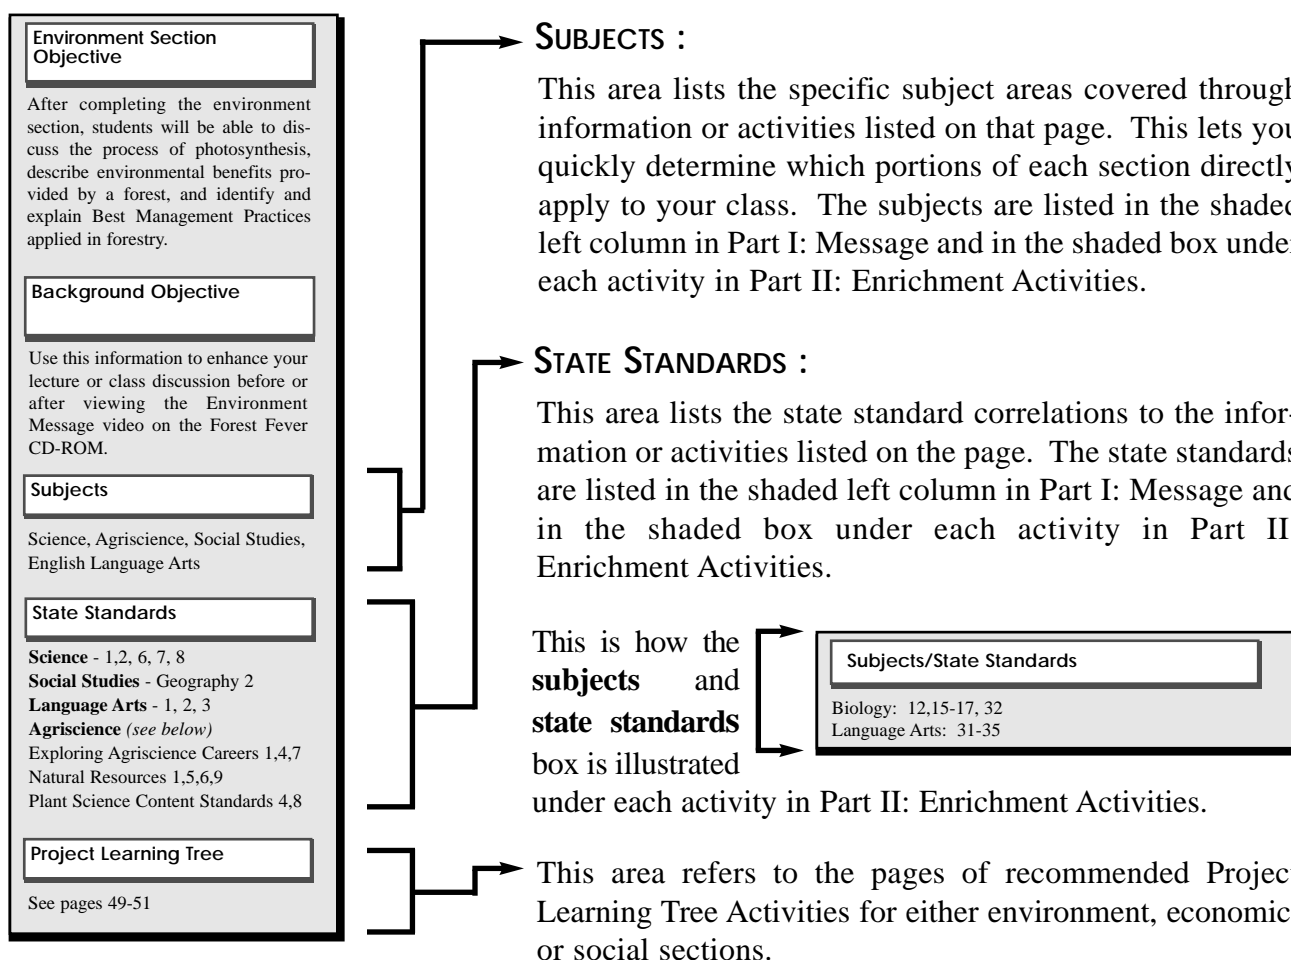 Environment Section
Objective
After completing the environment
section, students will be able to dis-
cuss the process of photosynthesis,
describe environmental benefits pro-
vided by a forest, and identify and
explain Best Management Practices
applied in forestry.
Background Objective
Use this information to enhance your
lecture or class discussion before or
after viewing the Environment
Message video on the Forest Fever
CD-ROM.
Subjects
Science, Agriscience, Social Studies,
English Language Arts
State Standards
Science - 1,2, 6, 7, 8
Social Studies - Geography 2
Language Arts - 1, 2, 3
Agriscience (see below)
Exploring Agriscience Careers 1,4,7
Natural Resources 1,5,6,9
Plant Science Content Standards 4,8
Project Learning Tree
See pages 49-51
SUBJECTS :
This area lists the specific subject areas covered through
information or activities listed on that page. This lets you
quickly determine which portions of each section directly
apply to your class. The subjects are listed in the shaded
left column in Part I: Message and in the shaded box under
each activity in Part II: Enrichment Activities.
STATE STANDARDS :
This area lists the state standard correlations to the infor-
mation or activities listed on the page. The state standards
are listed in the shaded left column in Part I: Message and
in the shaded box under each activity in Part II
Enrichment Activities.
This is how the
subjects and
state standards
box is illustrated
under each activity in Part II: Enrichment Activities.
Subjects/State Standards
Biology: 12,15-17, 32
Language Arts: 31-35
This area refers to the pages of recommended Project
Learning Tree Activities for either environment, economic
or social sections.